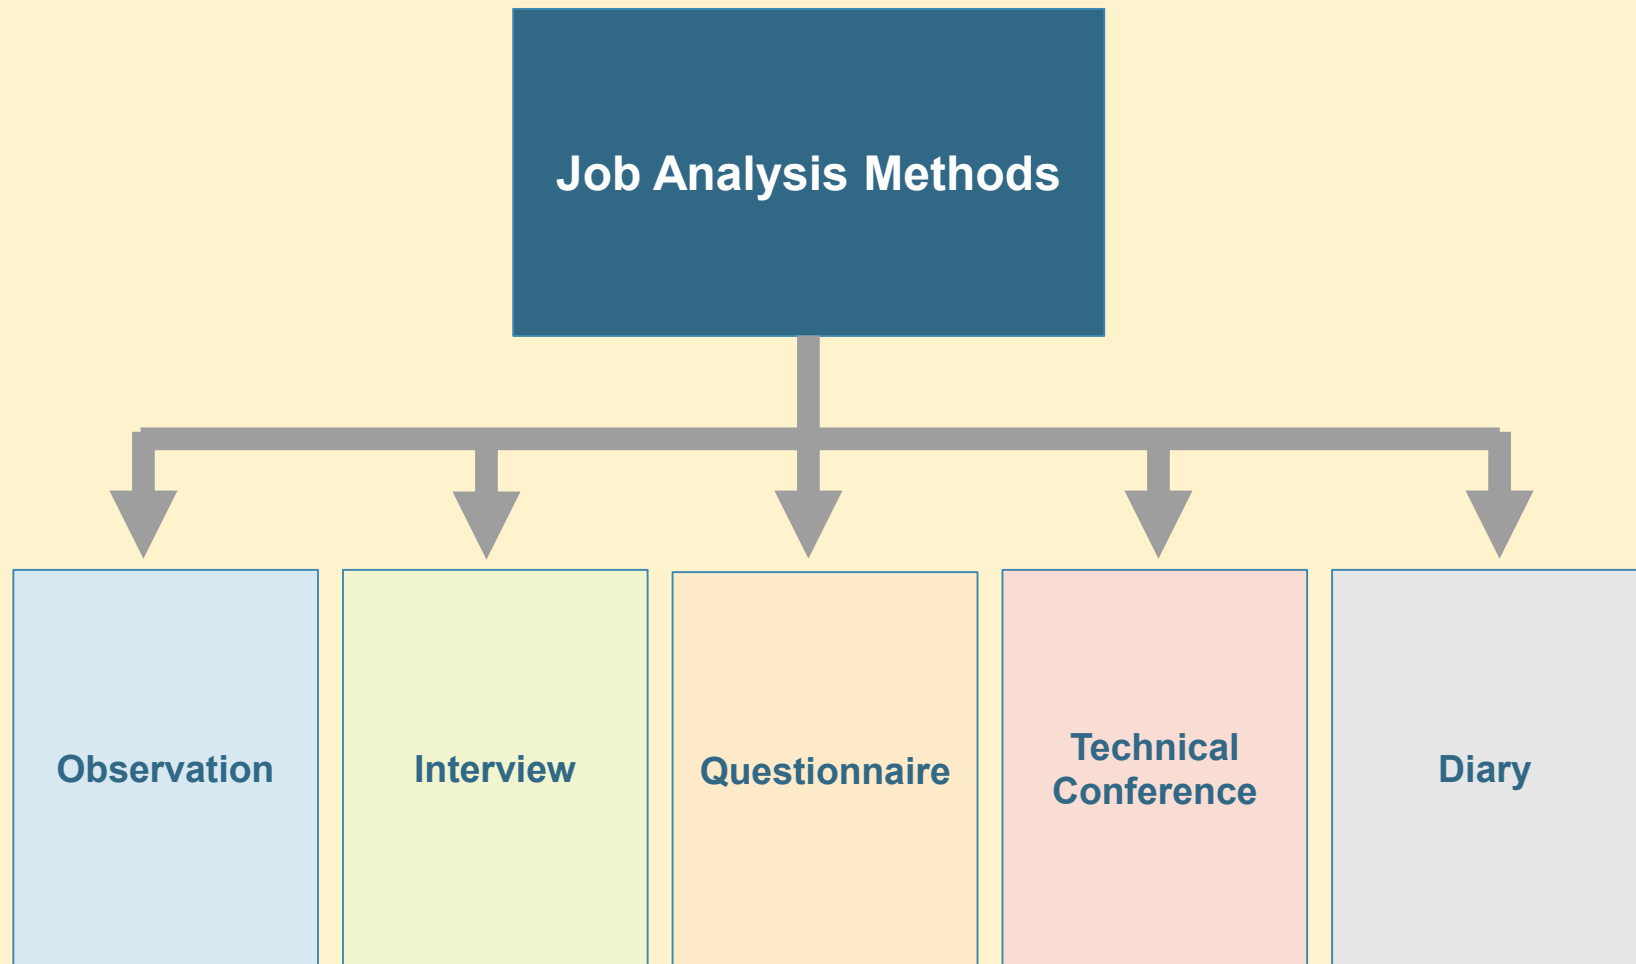 Job Analysis Methods
Observation
Interview
Questionnaire
Technical
Conference
Diary